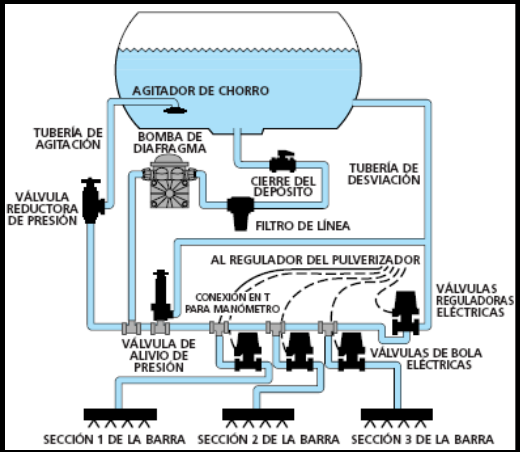 AGITADOR DE CHORRO
TUBERÍA DE
AGITACIÓN
BOMBA DE
DIAFRAGMA
CIERRE DEL
DEPÓSITO
TUBERÍA DE
DESVIACIÓN
VÁLVULA
REDUCTORA
DE PRESIÓN
FILTRO DE LÍNEA
AL REGULADOR DEL PULVERIZADOR
CONEXIÓN EN T
PARA MANÓMETRO
VÁLVULAS
REGULADORAS
ELÉCTRICAS
VÁLVULA DE
ALIVIO DE
PRESIÓN
VÁLVULAS DE BOLA
ELÉCTRICAS
SECCIÓN 1 DE LA BARRA
SECCIÓN 2 DE LA BARRA
SECCIÓN 3 DE LA BARRA